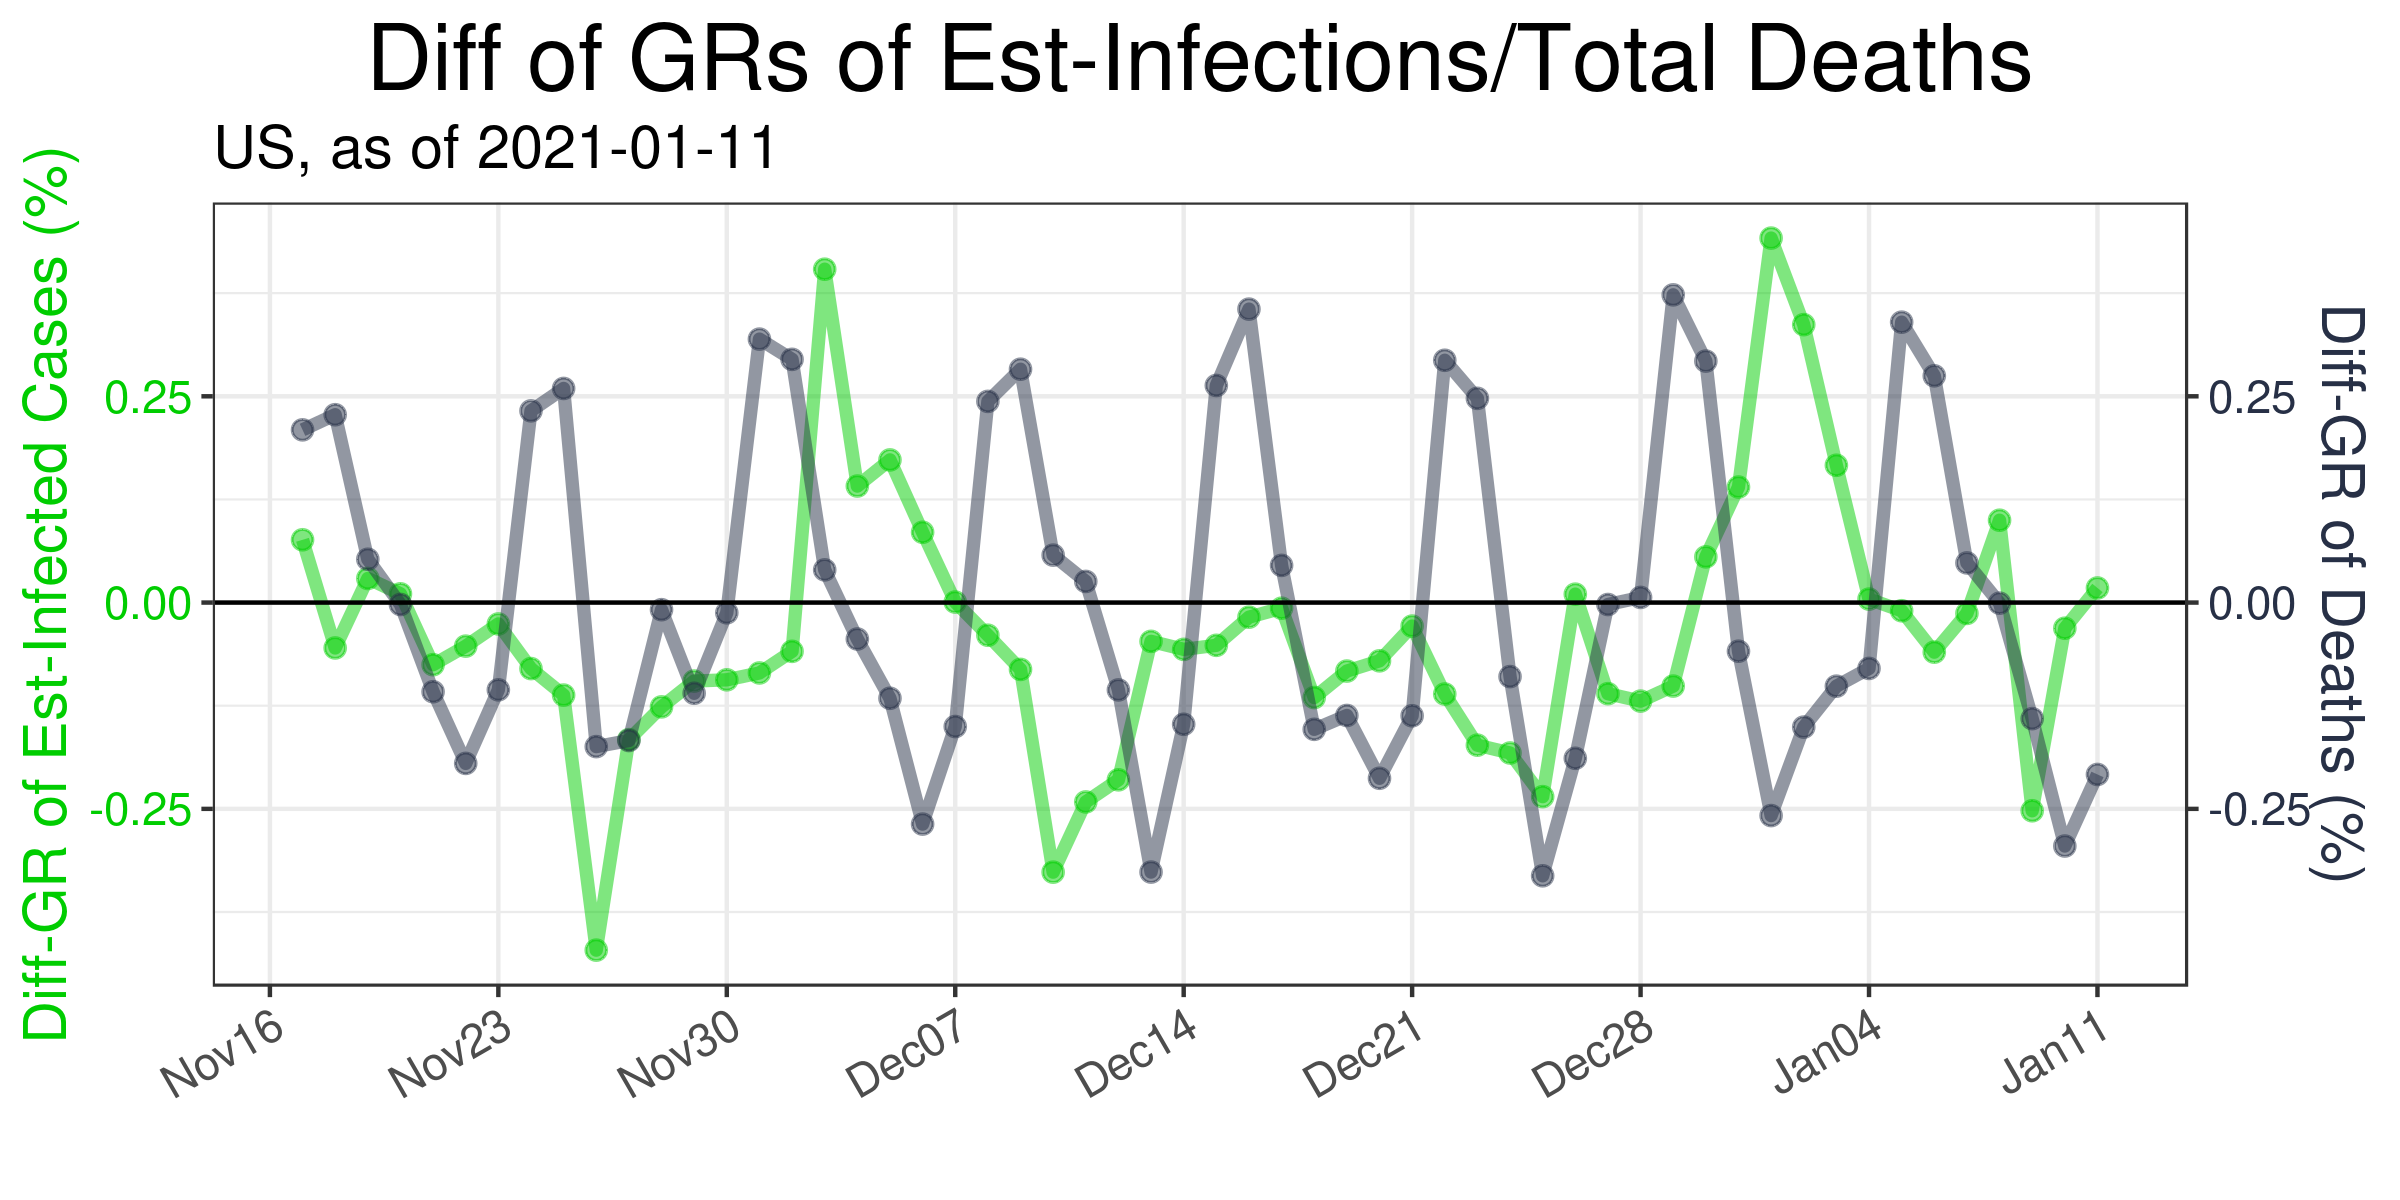 Diff of GRs of Est-Infections/Total Deaths
US, as of 2021-01-11
Diff-GR of Est-Infected Cases (%)
0.25
0.00
-0.25
0.25
0.00
-0.25
Diff-GR of Deaths (%)
Nov16
Nov23
Nov30
Dec07
Dec14
Dec21
Dec28
Jan04
Jan11